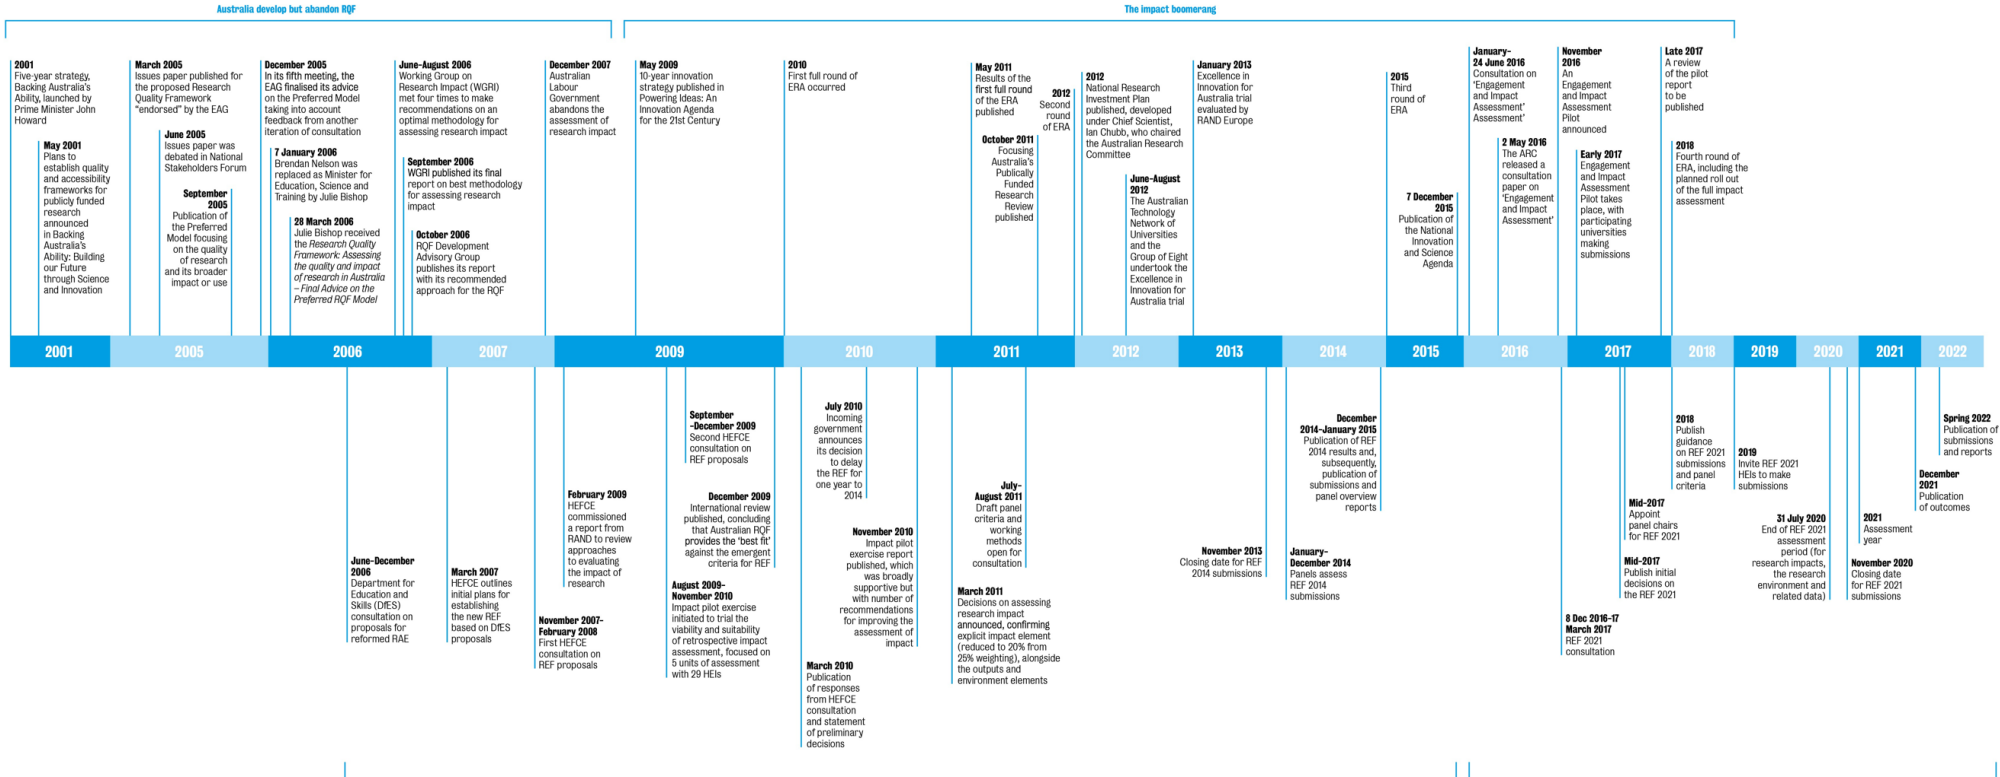 Australia develop but abandon RQF
The impact boomerang
2001
Five-year strategy,
Backing Australia's
Ability, launched by
Prime Minister John
Howard
May 2001
Plans to
establish quality
and accessibility
frameworks for
publicly funded
research
announced
in Backing
Australia's
Ability: Building
our Future
through Science
and Innovation
March 2005
Issues paper published for
the proposed Research
Quality Framework
“endorsed” by the EAG
June 2005
Issues paper was
debated in National
Stakeholders Forum
September
2005
Publication of
the Preferred
Model focusing
on the quality
of research
and its broader
impact or use
December 2005
In its fifth meeting, the
EAG finalised its advice
on the Preferred Model
taking into account
feedback from another
iteration of consultation
7 January 2006
Brendan Nelson was
replaced as Minister for
Education, Science and
Training by Julie Bishop
28 March 2006
Julie Bishop received
the Research Quality
Framework: Assessing
the quality and impact
of research in Australia
– Final Advice on the
Preferred RQF Model
June-August 2006
Working Group on
Research Impact (WGRI)
met four times to make
recommendations on an
optimal methodology for
assessing research impact
September 2006
WGRI published its final
report on best methodology
for assessing research
impact
October 2006
RQF Development
Advisory Group
publishes its report
with its recommended
approach for the RQF
December 2007
Australian
Labour
Government
abandons the
assessment of
research impact
May 2009
10-year innovation
strategy published in
Powering Ideas: An
Innovation Agenda
for the 21st Century
2010
First full round of
ERA occurred
May 2011
Results of the
first full round
of the ERA
published
October 2011
Focusing
Australia's
Publically
Funded
Research
Review
published
2012
Second
round
of ERA
2012
National Research
Investment Plan
published, developed
under Chief Scientist,
Ian Chubb, who chaired
the Australian Research
Committee
June-August
2012
The Australian
Technology
Network of
Universities
and the
Group of Eight
undertook the
Excellence in
Innovation for
Australia trial
January 2013
Excellence in
Innovation for
Australia trial
evaluated by
RAND Europe
2015
Third
round of
ERA
7 December
2015
Publication of
the National
Innovation
and Science
Agenda
January–
24 June 2016
Consultation on
‘Engagement
and Impact
Assessment’
2 May 2016
The ARC
released a
consultation
paper on
‘Engagement
and Impact
Assessment’
November
2016
An
Engagement
and Impact
Assessment
Pilot
announced
Early 2017
Engagement
and Impact
Assessment
Pilot takes
place, with
participating
universities
making
submissions
Late 2017
A review
of the pilot
report
to be
published
2018
Fourth round of
ERA, including the
planned roll out
of the full impact
assessment
2001 2005 2006 2007 2009 2010 2011 2012 2013 2014 2015 2016 2017 2018 2019 2020 2021 2022
June-December
2006
Department for
Education and
Skills (DfES)
consultation on
proposals for
reformed RAE
March 2007
HEFCE outlines
initial plans for
establishing
the new REF
based on DfES
proposals
November 2007-
February 2008
First HEFCE
consultation on
REF proposals
February 2009
HEFCE
commissioned
a report from
RAND to review
approaches
to evaluating
the impact of
research
September
-December 2009
Second HEFCE
consultation on
REF proposals
December 2009
International review
published, concluding
that Australian RQF
provides the ‘best fit’
against the emergent
criteria for REF
August 2009–
November 2010
Impact pilot exercise
initiated to trial the
viability and suitability
of retrospective impact
assessment, focused on
5 units of assessment
with 29 HEIs
July 2010
Incoming
government
announces
its decision
to delay
the REF for
one year to
2014
November 2010
Impact pilot
exercise report
published, which
was broadly
supportive but
with number of
recommendations
for improving the
assessment of
impact
March 2010
Publication
of responses
from HEFCE
consultation
and statement
of preliminary
decisions
July–
August 2011
Draft panel
criteria and
working
methods
open for
consultation
March 2011
Decisions on assessing
research impact
announced, confirming
explicit impact element
(reduced to 20% from
25% weighting), alongside
the outputs and
environment elements
November 2013
Closing date for REF
2014 submissions
January–
December 2014
Panels assess
REF 2014
submissions
December
2014-January 2015
Publication of REF
2014 results and,
subsequently,
publication of
submissions and
panel overview
reports
8 Dec 2016-17
March 2017
REF 2021
consultation
Mid-2017
Appoint
panel chairs
for REF 2021
Mid-2017
Publish initial
decisions on
the REF 2021
2018
Publish
guidance
on REF 2021
submissions
and panel
criteria
2019
Invite REF 2021
HEIs to make
submissions
31 July 2020
End of REF 2021
assessment
period (for
research impacts,
the research
environment and
related data)
November 2020
Closing date
for REF 2021
submissions
2021
Assessment
year
December
2021
Publication
of outcomes
Spring 2022
Publication of
submissions
and reports